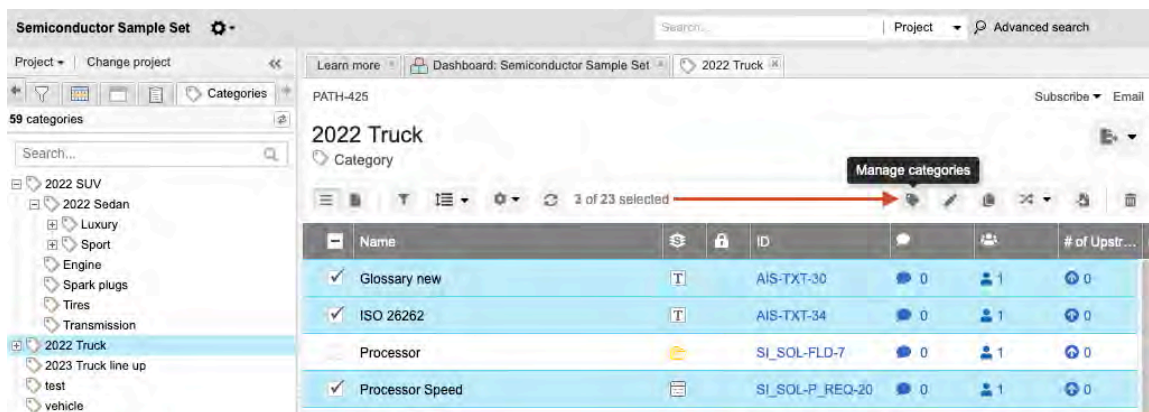 Semiconductor Sample Set
Search... Project Advanced search
Project Change project
Learn more Dashboard: Semiconductor Sample Set 2022 Truck
Categories
59 categories
Search...
2022 SUV
2022 Sedan
Luxury
Sport
Engine
Spark plugs
Tires
Transmission
2022 Truck
2023 Truck line up
test
vehicle
PATH-425 Subscribe Email
2022 Truck
Category
Manage categories
3 of 23 selected
Name ID # of Upstr...
Glossary new T AIS-TXT-30 0 1 0
ISO 26262 T AIS-TXT-34 0 1 0
Processor SI_SOL-FLD-7 0 1 0
Processor Speed SI_SOL-P_REQ-20 0 1 0